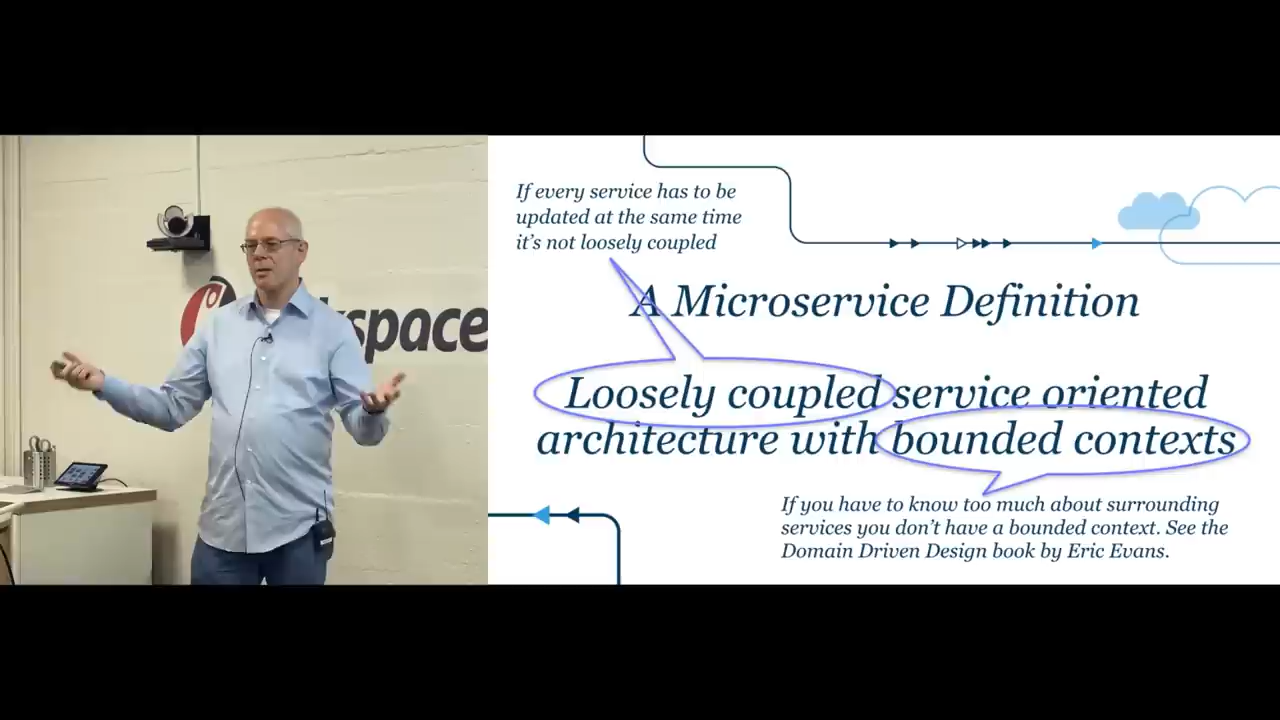 If every service has to be
updated at the same time
it's not loosely coupled
A Microservice Definition
Loosely coupled service oriented
architecture with bounded contexts
If you have to know too much about surrounding
services you don't have a bounded context. See the
Domain Driven Design book by Eric Evans.